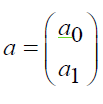 a = ( a₀
a₁ )